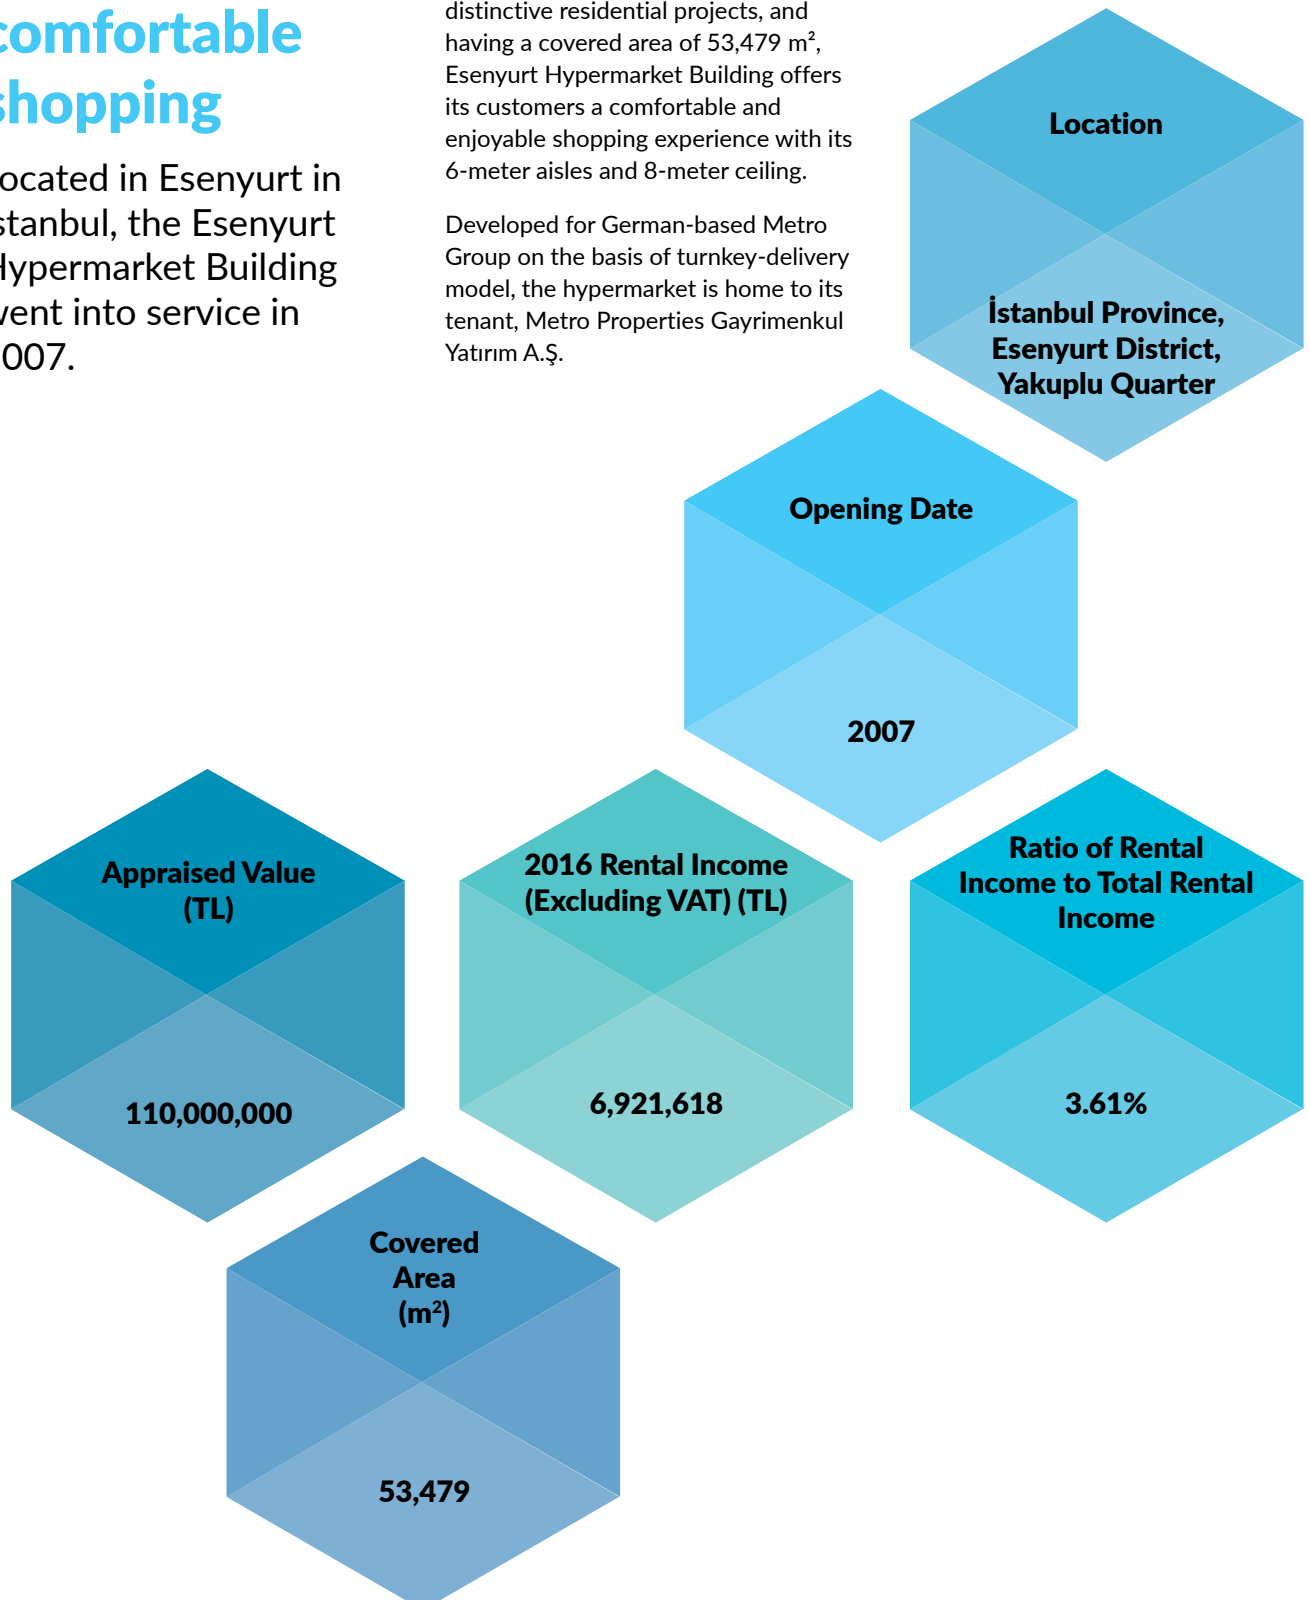 comfortable
shopping
ocated in Esenyurt in
stanbul, the Esenyurt
Hypermarket Building
went into service in
007.
distinctive residential projects, and
having a covered area of 53,479 m²,
Esenyurt Hypermarket Building offers
its customers a comfortable and
enjoyable shopping experience with its
6-meter aisles and 8-meter ceiling.
Developed for German-based Metro
Group on the basis of turnkey-delivery
model, the hypermarket is home to its
tenant, Metro Properties Gayrimenkul
Yatırım A.Ş.
Location
İstanbul Province,
Esenyurt District,
Yakuplu Quarter
Opening Date
2007
Appraised Value
(TL)
110,000,000
2016 Rental Income
(Excluding VAT) (TL)
6,921,618
Ratio of Rental
Income to Total Rental
Income
3.61%
Covered
Area
(m²)
53,479